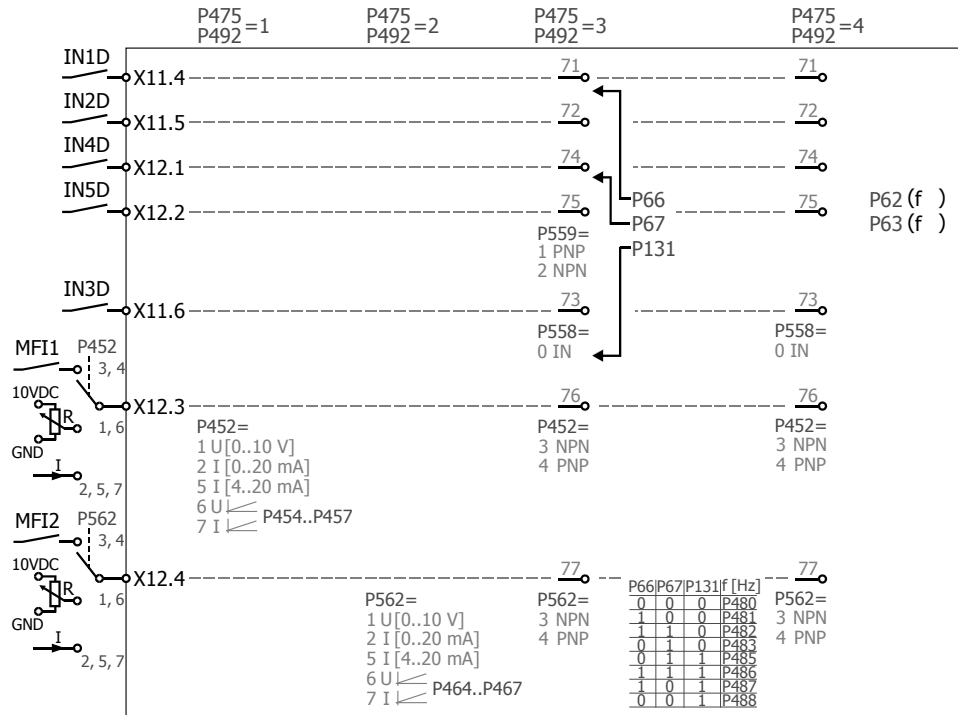 P475 P475 P475 P475
P492 =1 P492 =2 P492 =3 P492 =4
IN1D
X11.4 71 71
IN2D
X11.5 72 72
IN4D
X12.1 74 74
IN5D
X12.2 75 P66 75 P62 (f )
P67 P63 (f )
P559= P131
1 PNP
2 NPN
IN3D
X11.6 73 73
P558= P558=
0 IN 0 IN
MFI1 P452
3, 4
10VDC
R X12.3 76 76
1, 6
GND
I
2, 5, 7
P452= P452= P452=
1 U [0..10 V] 3 NPN 3 NPN
2 I [0..20 mA] 4 PNP 4 PNP
5 I [4..20 mA]
6 U
7 I P454..P457
MFI2 P562
3, 4
10VDC
R X12.4 77 77
1, 6
GND
I
2, 5, 7
P562= P562= P562=
1 U [0..10 V] 3 NPN 3 NPN
2 I [0..20 mA] 4 PNP 4 PNP
5 I [4..20 mA]
6 U
7 I P464..P467
P66 P67 P131 f [Hz]
0 0 0 P480
1 0 0 P481
1 1 0 P482
0 1 0 P483
0 1 1 P485
1 1 1 P486
1 0 1 P487
0 0 1 P488